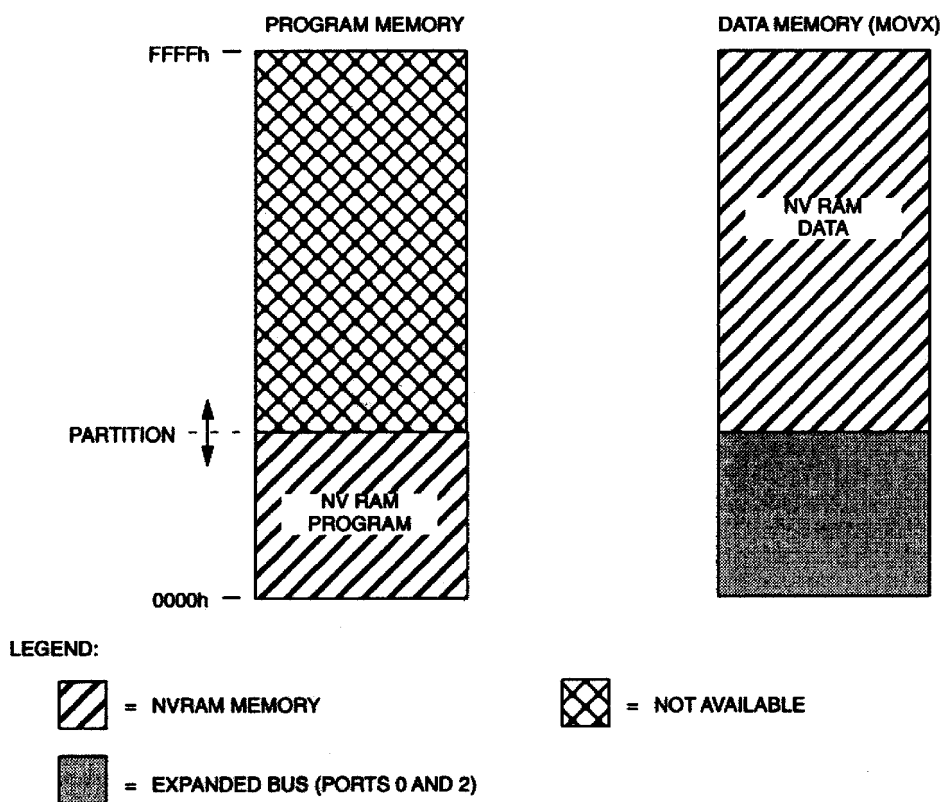 PROGRAM MEMORY
DATA MEMORY (MOVX)
FFFFh
NV RAM
DATA
PARTITION
NV RAM
PROGRAM
0000h
LEGEND:
= NVRAM MEMORY
= NOT AVAILABLE
= EXPANDED BUS (PORTS 0 AND 2)